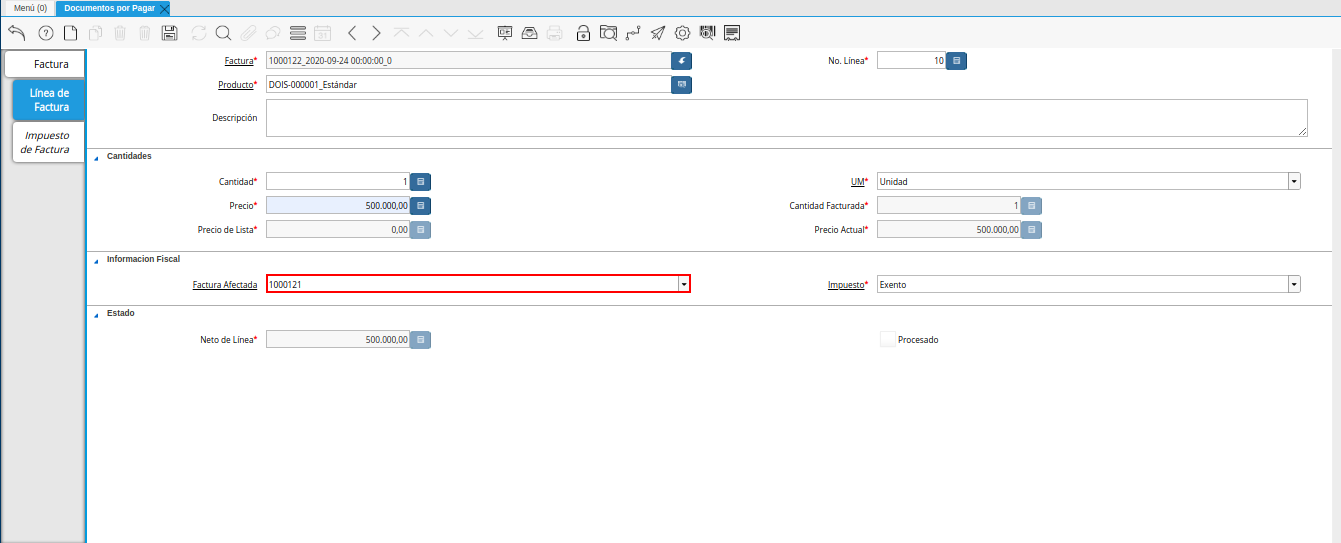 Menú (0) Documentos por Pagar
Factura
Línea de
Factura
Impuesto
de Factura
Factura* 1000122_2020-09-24 00:00:00_0 No. Línea* 10
Producto* DOIS-000001_Estándar
Descripción
Cantidades
Cantidad* 1 UM* Unidad
Precio* 500.000,00 Cantidad Facturada* 1
Precio de Lista* 0,00 Precio Actual* 500.000,00
Informacion Fiscal
Factura Afectada 1000121 Impuesto* Exento
Estado
Neto de Línea* 500.000,00 Procesado